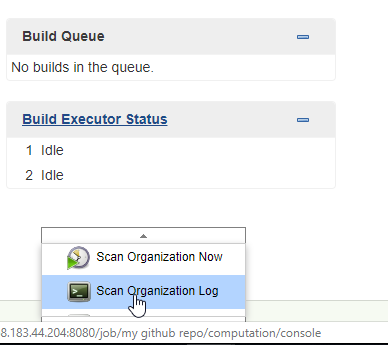 Build Queue
No builds in the queue.
Build Executor Status
1 Idle
2 Idle
Scan Organization Now
Scan Organization Log
8.183.44.204:8080/job/my github repo/computation/console